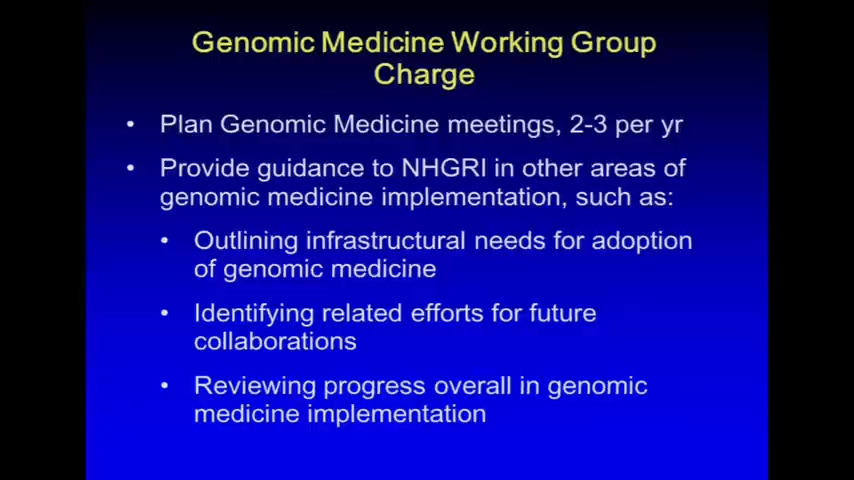 Genomic Medicine Working Group
Charge
• Plan Genomic Medicine meetings, 2-3 per yr
• Provide guidance to NHGRI in other areas of
genomic medicine implementation, such as:
• Outlining infrastructural needs for adoption
of genomic medicine
• Identifying related efforts for future
collaborations
• Reviewing progress overall in genomic
medicine implementation